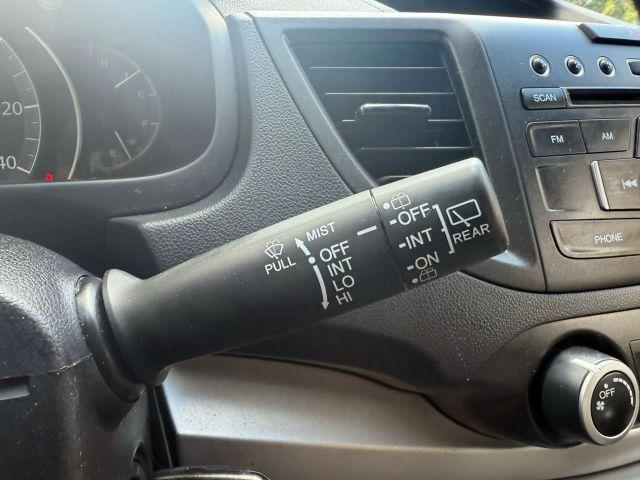 H
C
20
40
MIST
PULL
OFF
INT
LO
HI
OFF
INT
ON
REAR
SCAN
FM
AM
PHONE
OFF